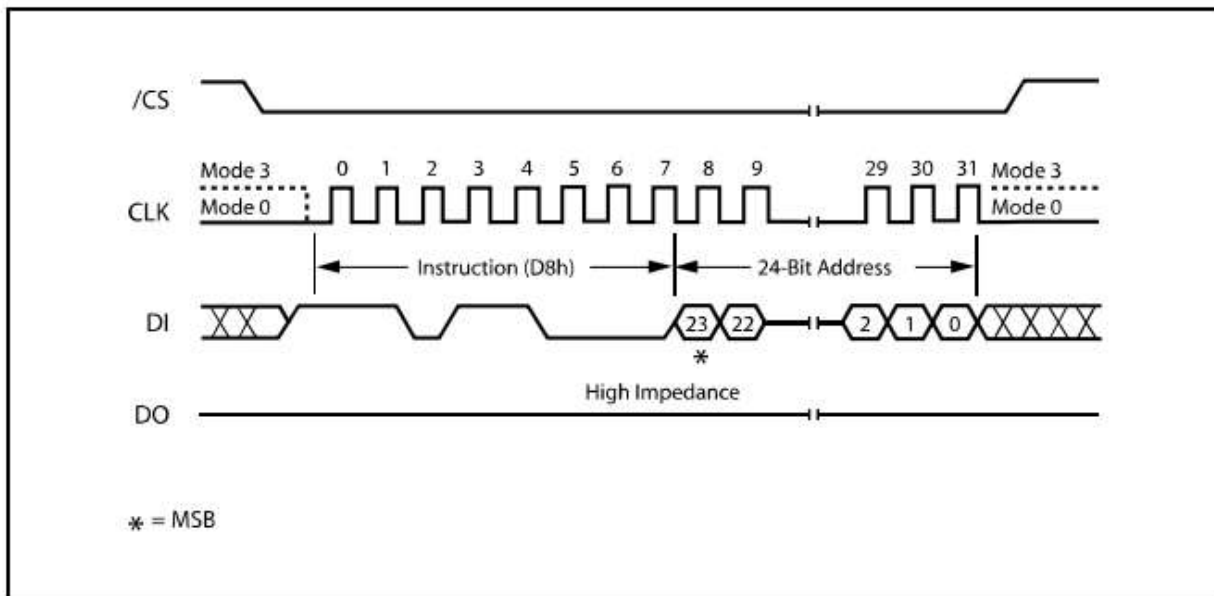 /CS
Mode 3
0 1 2 3 4 5 6 7 8 9 29 30 31
Mode 3
CLK
Mode 0
Mode 0
Instruction (D8h)
24-Bit Address
DI
23 22 2 1 0
*
High Impedance
DO
* = MSB